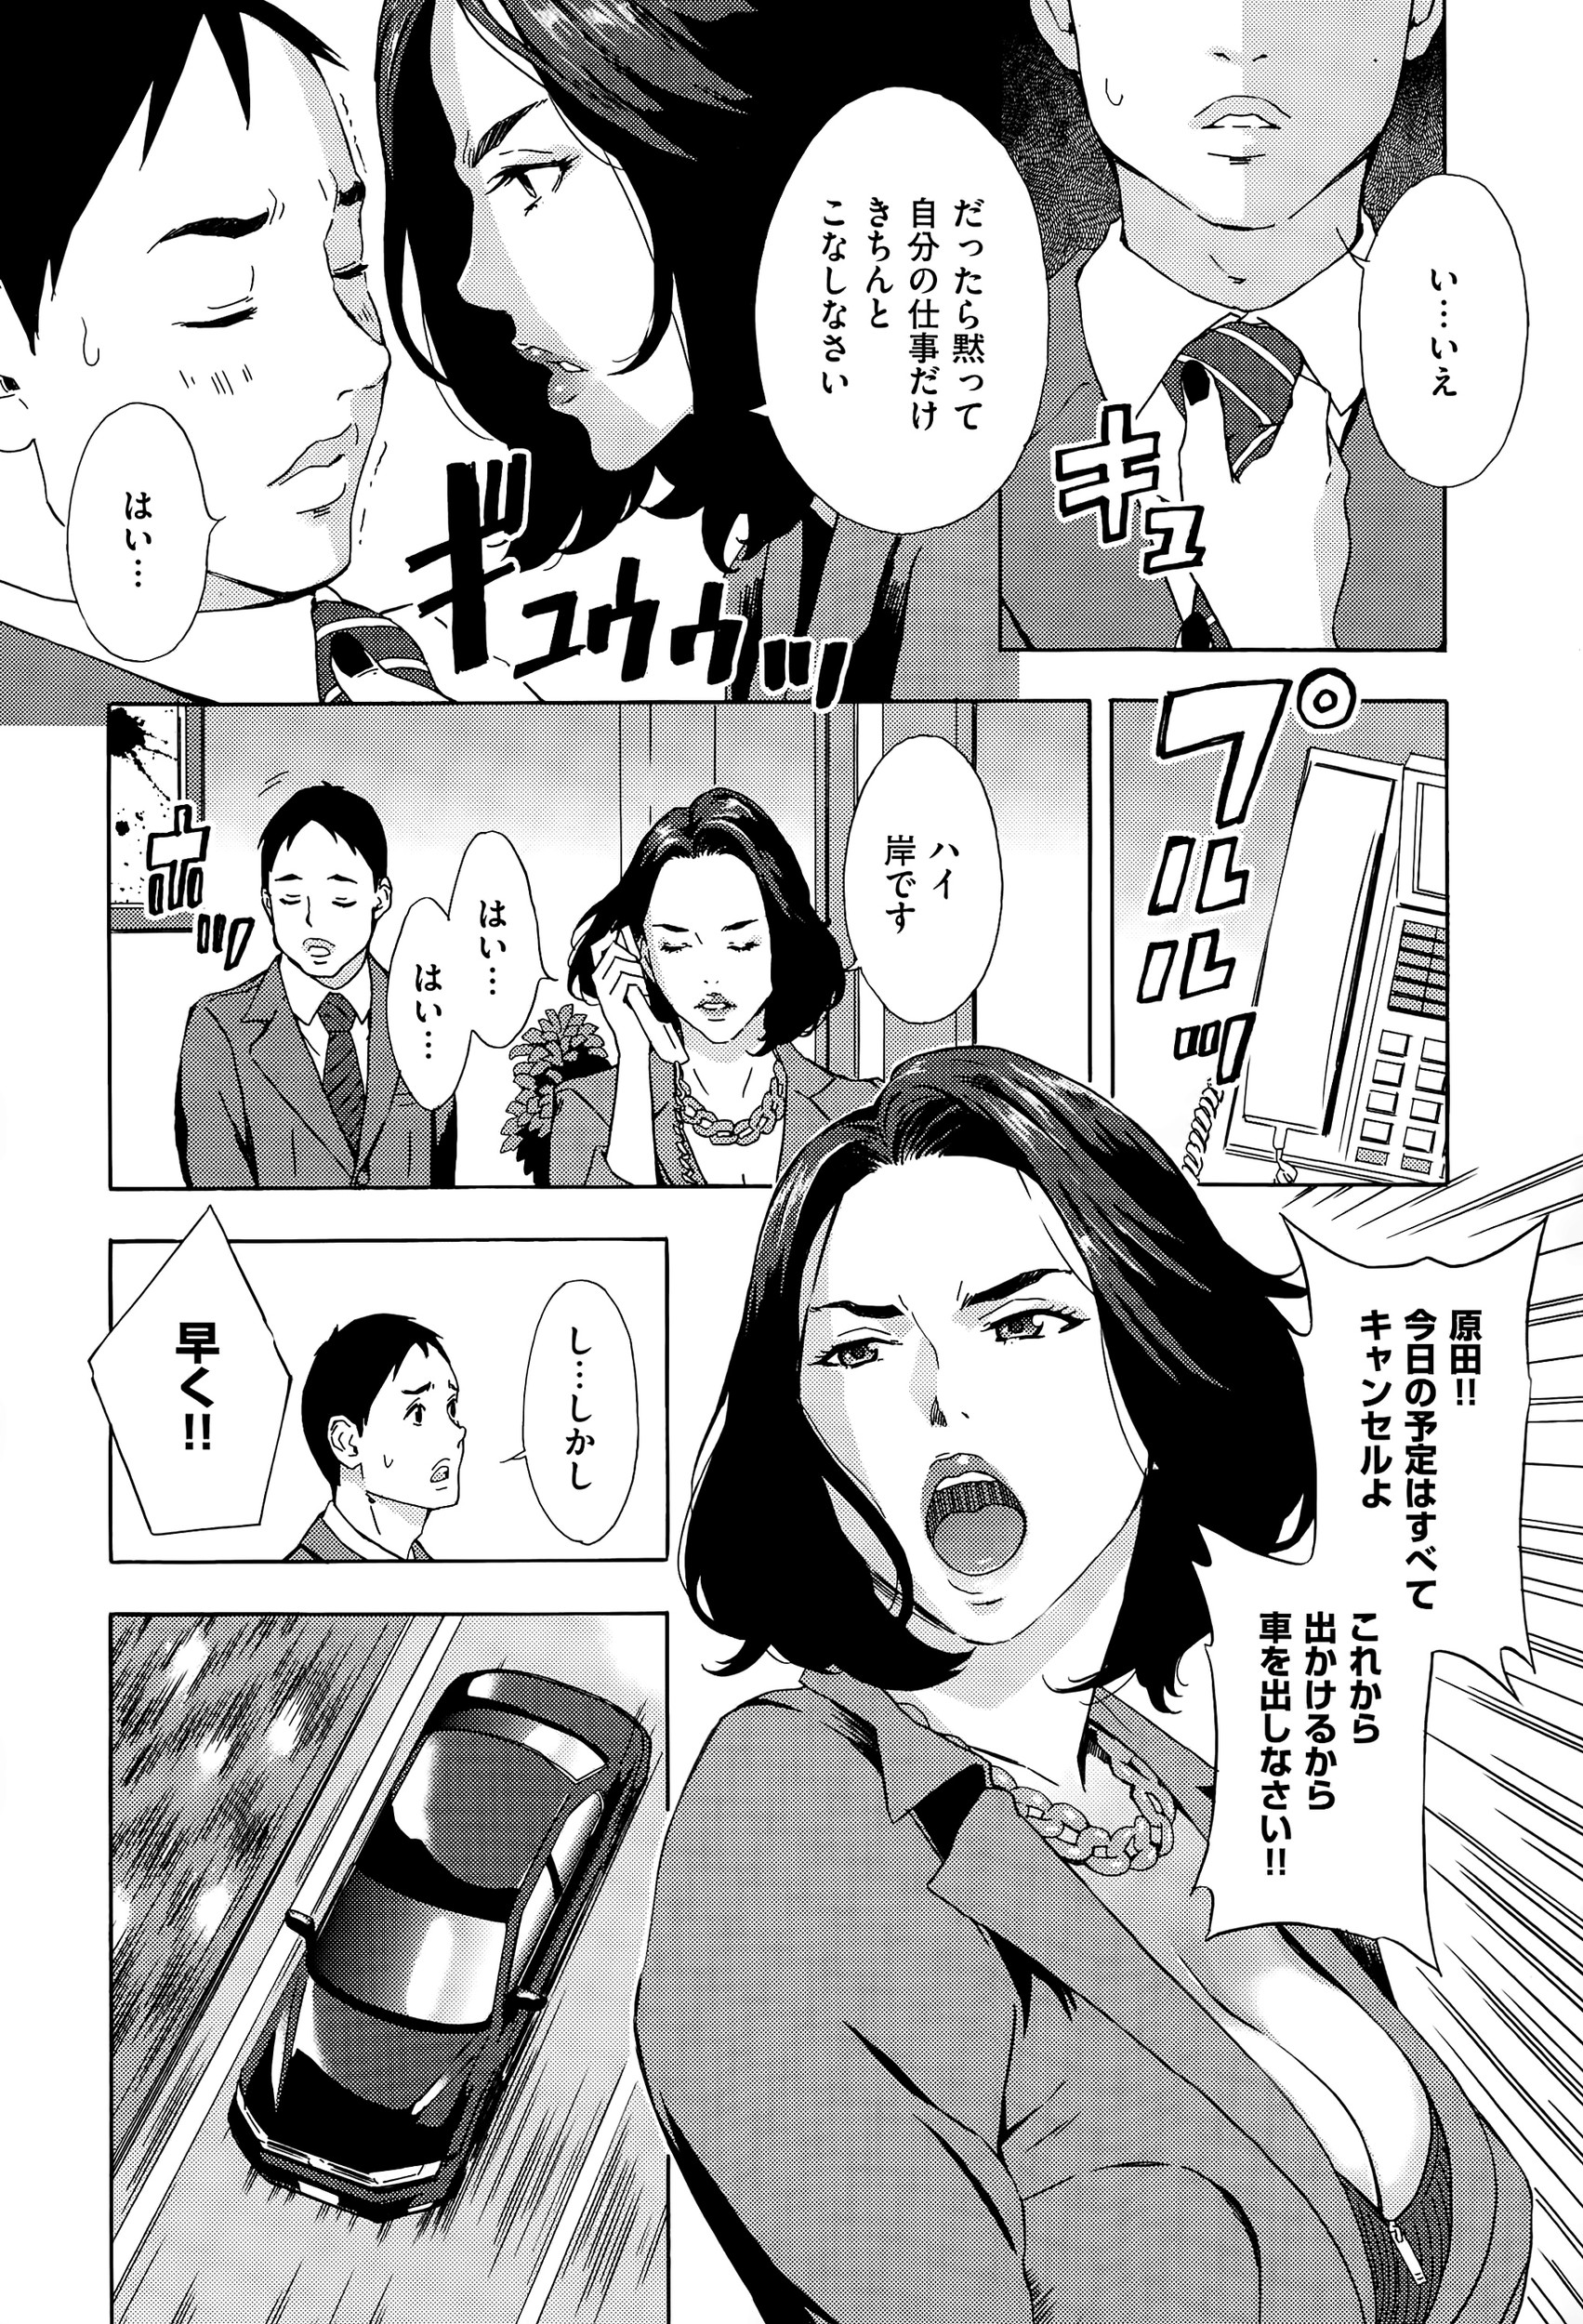 い…いえ
キュ
だったら黙って
自分の仕事だけ
きちんと
こなしなさい
ギュウゥッ
はい…
プルルルッ
ハイ
岸です
はい…
はい…
ホッ
原田!!
今日の予定はすべて
キャンセルよ
これから
出かけるから
車を出しなさい!!
し…しかし
早く!!